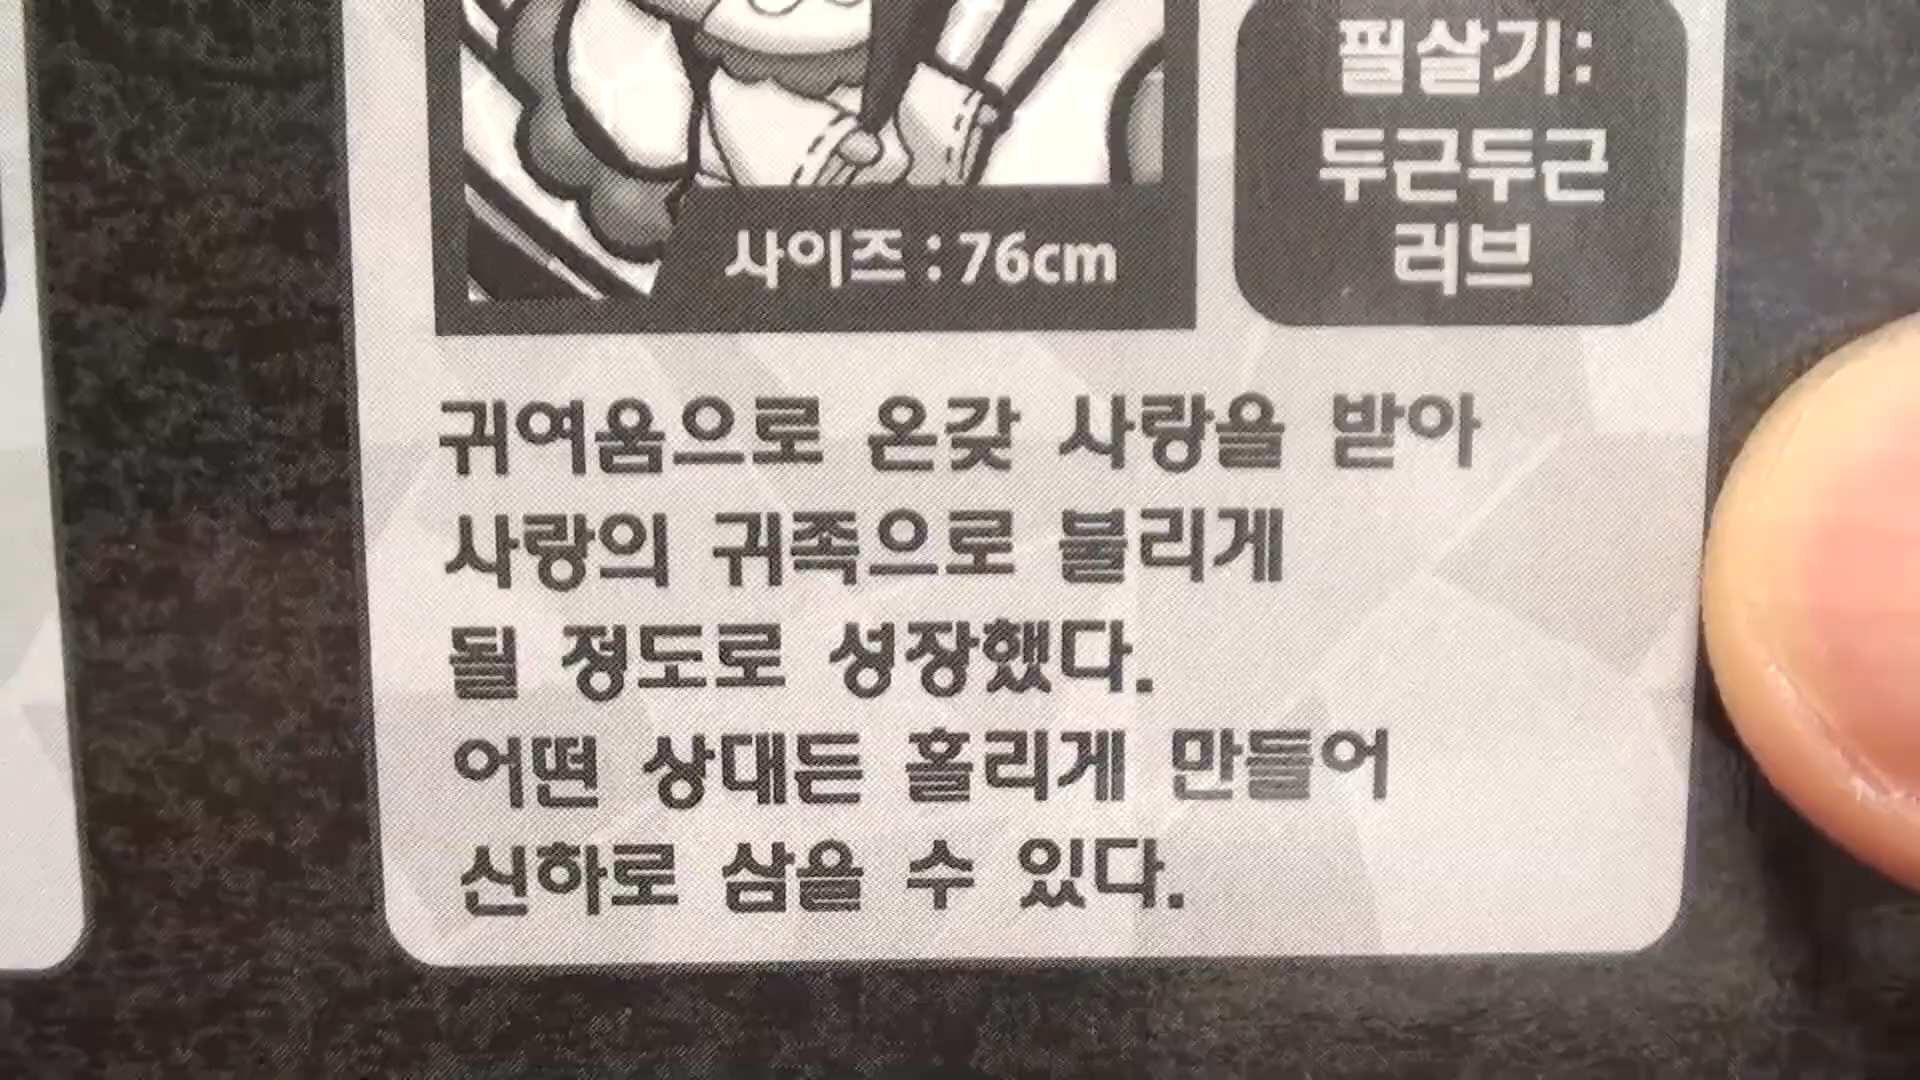 필살기:
두근두근
러브
사이즈 : 76cm
귀여움으로 온갖 사랑을 받아
사랑의 귀족으로 불리게
될 정도로 성장했다.
어떤 상대든 홀리게 만들어
신하로 삼을 수 있다.